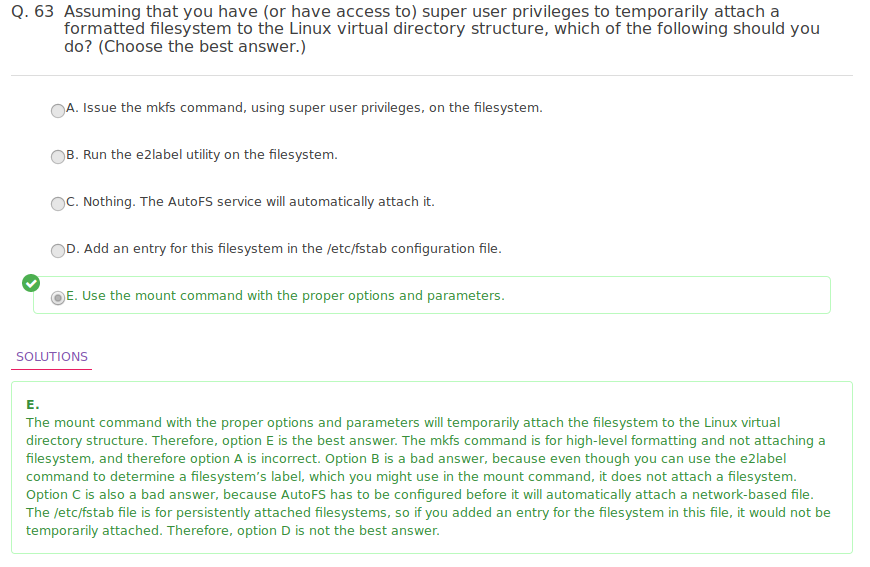 Q. 63 Assuming that you have (or have access to) super user privileges to temporarily attach a
formatted filesystem to the Linux virtual directory structure, which of the following should you
do? (Choose the best answer.)
A. Issue the mkfs command, using super user privileges, on the filesystem.
B. Run the e2label utility on the filesystem.
C. Nothing. The AutoFS service will automatically attach it.
D. Add an entry for this filesystem in the /etc/fstab configuration file.
E. Use the mount command with the proper options and parameters.
SOLUTIONS
E.
The mount command with the proper options and parameters will temporarily attach the filesystem to the Linux virtual
directory structure. Therefore, option E is the best answer. The mkfs command is for high-level formatting and not attaching a
filesystem, and therefore option A is incorrect. Option B is a bad answer, because even though you can use the e2label
command to determine a filesystem’s label, which you might use in the mount command, it does not attach a filesystem.
Option C is also a bad answer, because AutoFS has to be configured before it will automatically attach a network-based file.
The /etc/fstab file is for persistently attached filesystems, so if you added an entry for the filesystem in this file, it would not be
temporarily attached. Therefore, option D is not the best answer.